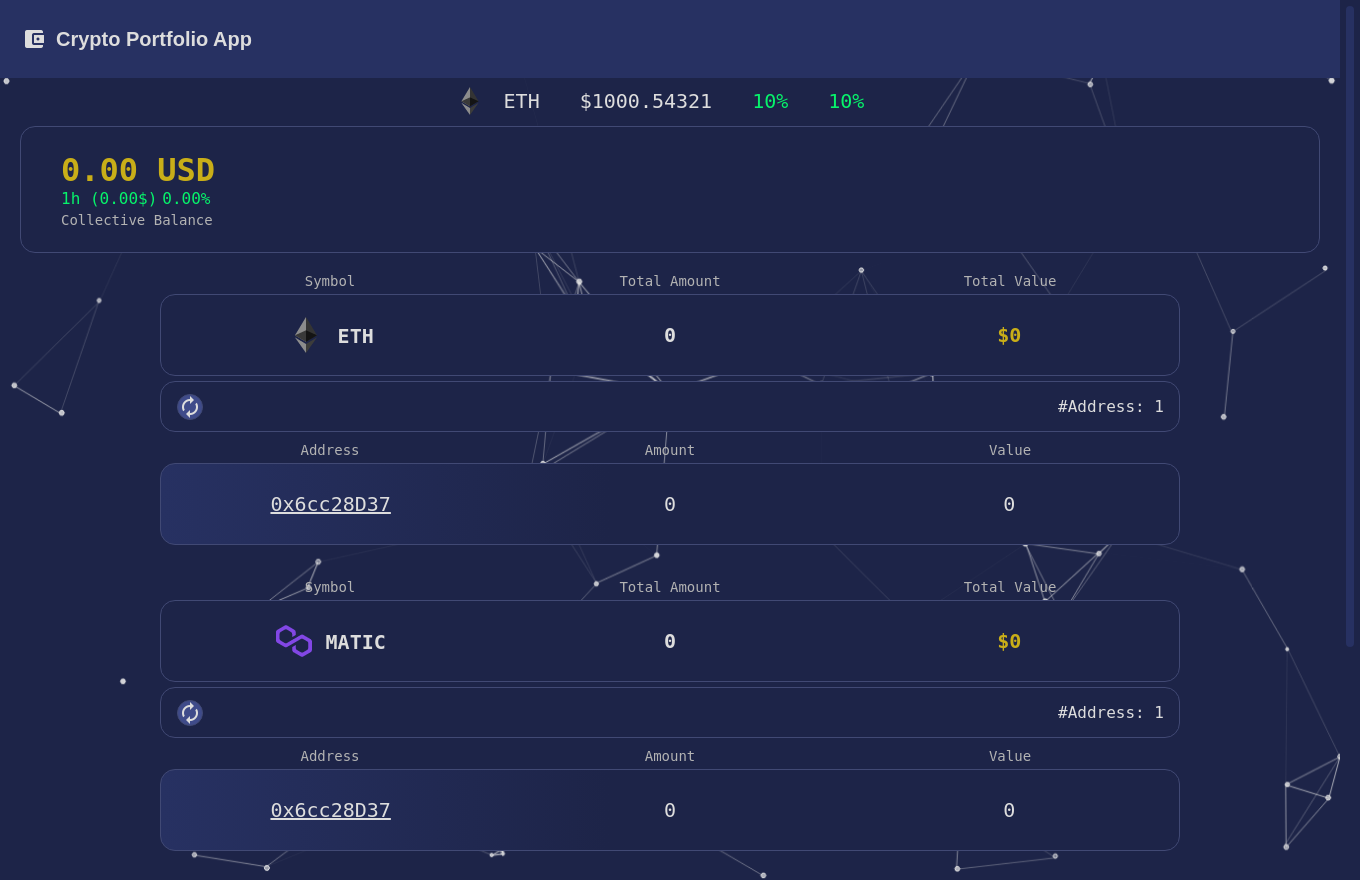 Crypto Portfolio App
ETH $1000.54321 10% 10%
0.00 USD
1h (0.00$) 0.00%
Collective Balance
Symbol Total Amount Total Value
ETH 0 $0
#Address: 1
Address Amount Value
0x6cc28D37 0 0
Symbol Total Amount Total Value
MATIC 0 $0
#Address: 1
Address Amount Value
0x6cc28D37 0 0